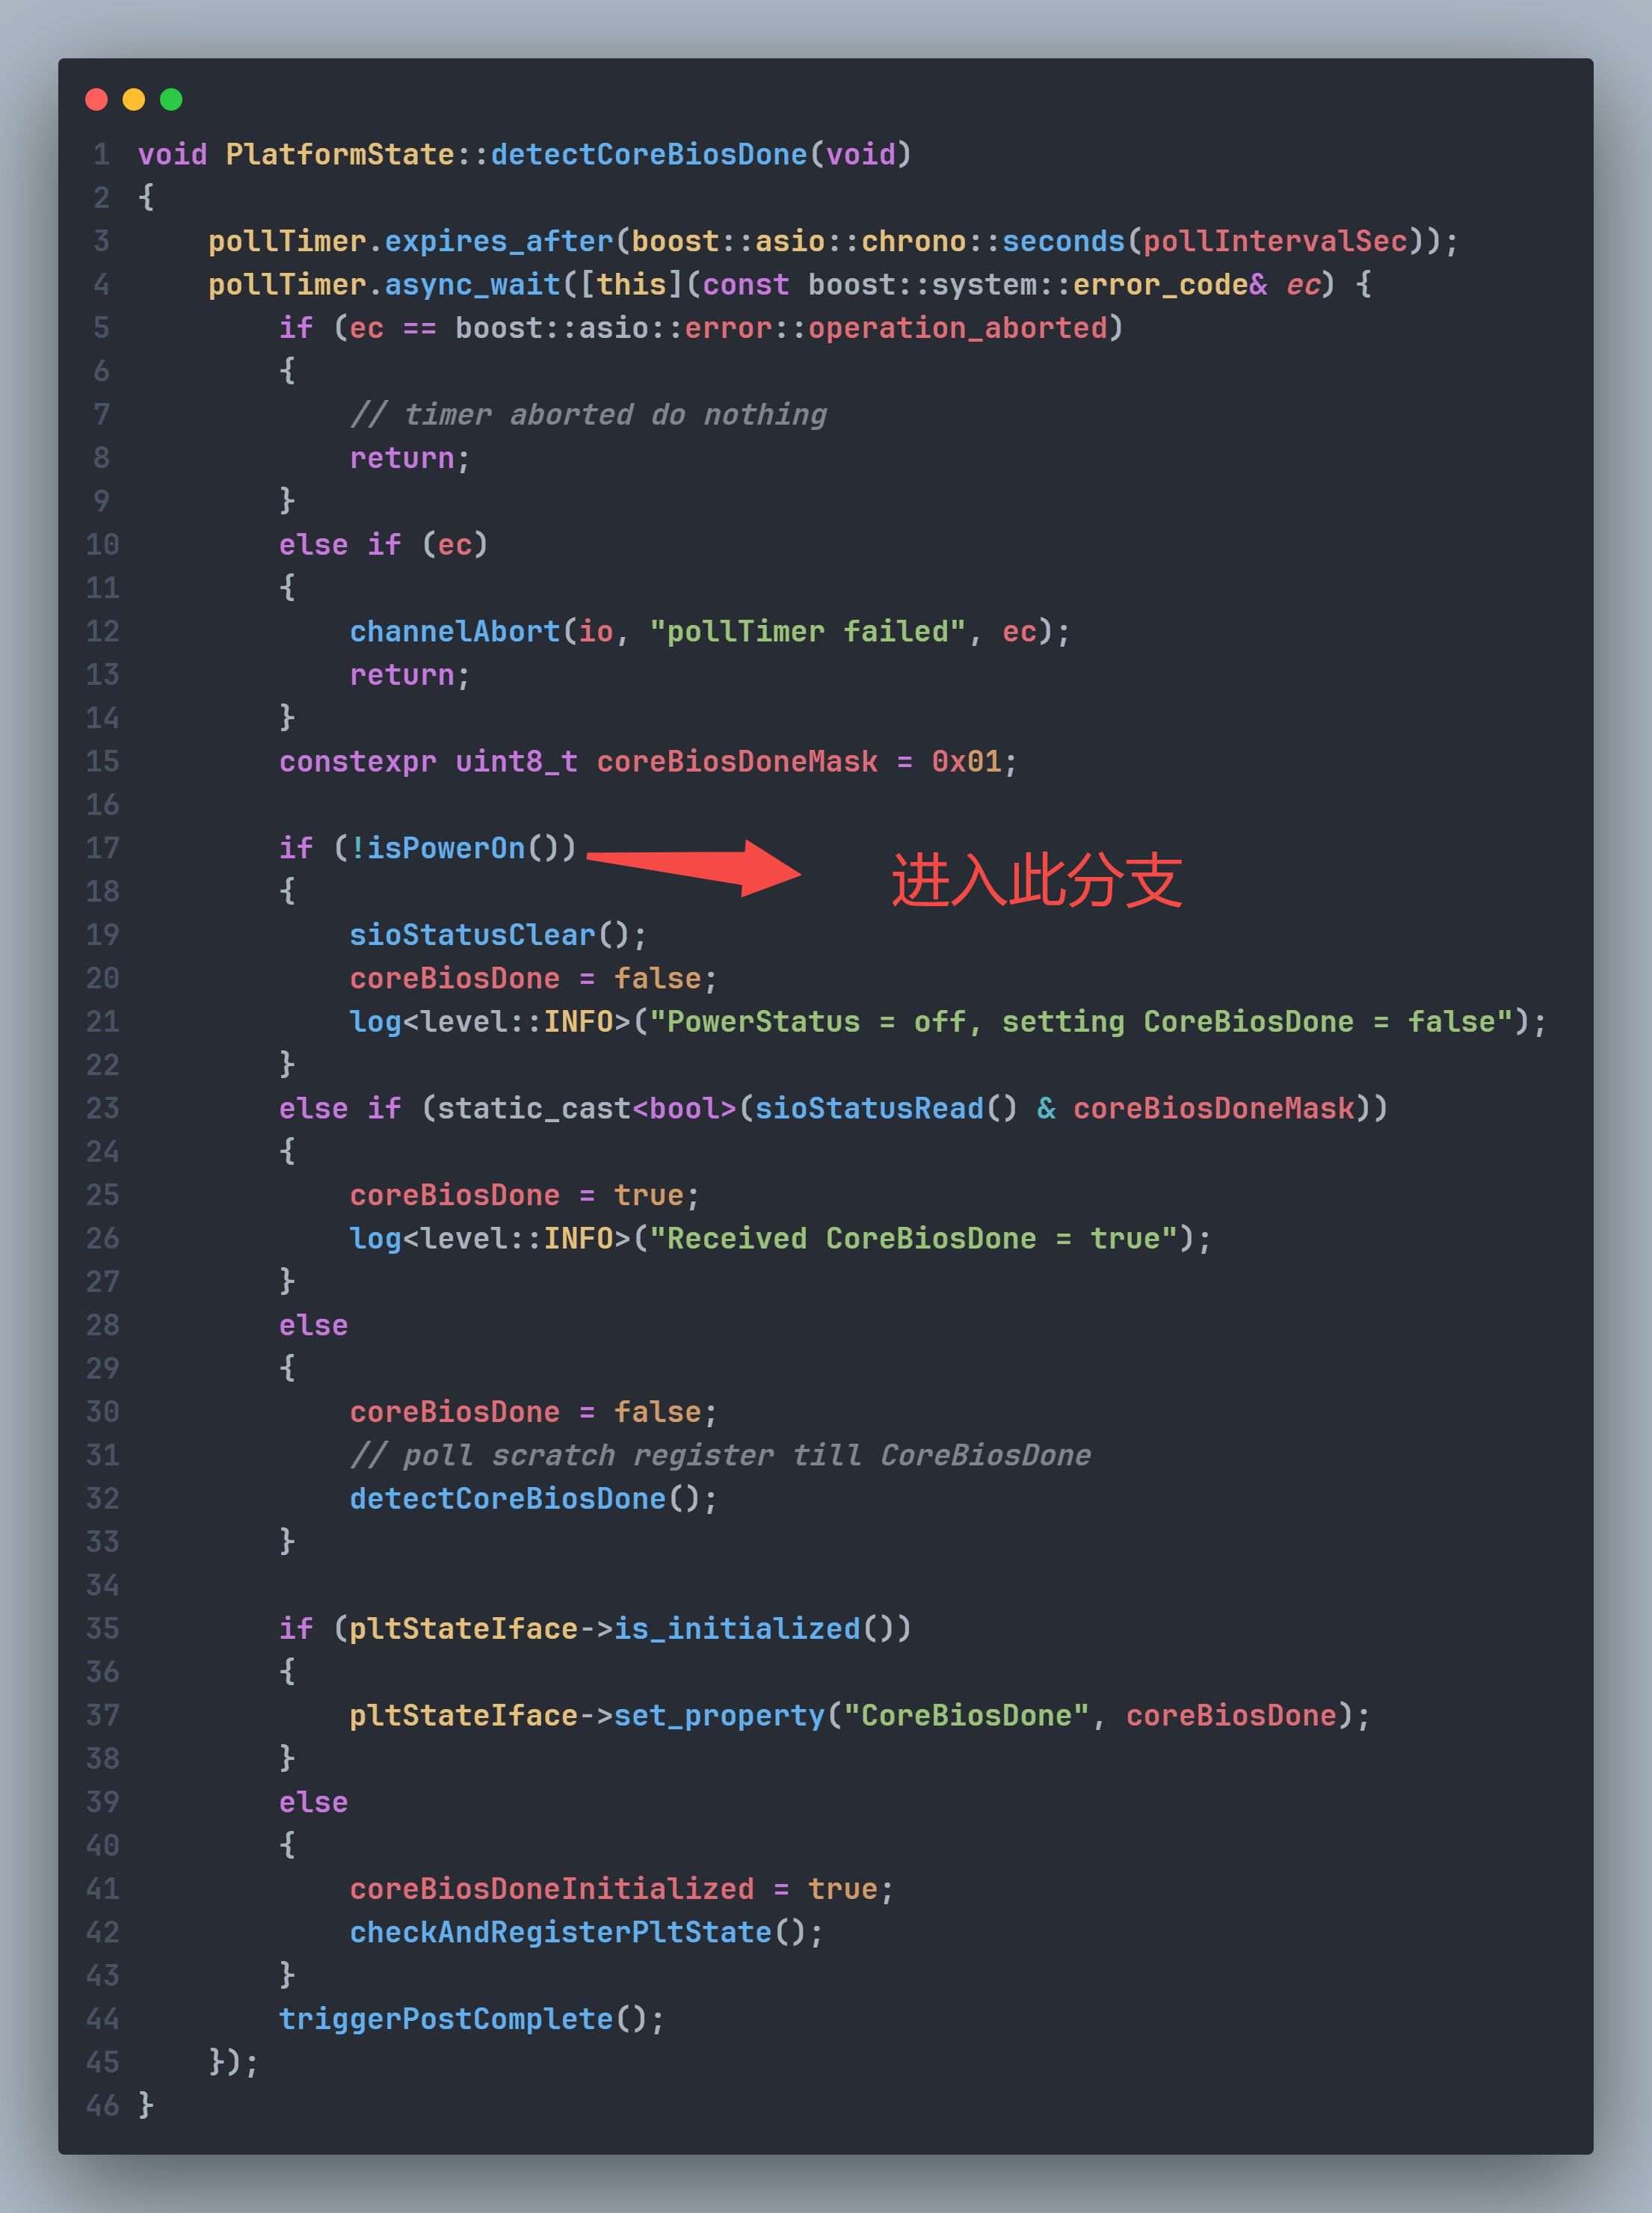 1 void PlatformState::detectCoreBiosDone(void)
2 {
3     pollTimer.expires_after(boost::asio::chrono::seconds(pollIntervalSec));
4     pollTimer.async_wait([this](const boost::system::error_code& ec) {
5         if (ec == boost::asio::error::operation_aborted)
6         {
7             // timer aborted do nothing
8             return;
9         }
10         else if (ec)
11         {
12             channelAbort(io, "pollTimer failed", ec);
13             return;
14         }
15         constexpr uint8_t coreBiosDoneMask = 0x01;
16
17         if (!isPowerOn()) 进入此分支
18         {
19             sioStatusClear();
20             coreBiosDone = false;
21             log<level::INFO>("PowerStatus = off, setting CoreBiosDone = false");
22         }
23         else if (static_cast<bool>(sioStatusRead() & coreBiosDoneMask))
24         {
25             coreBiosDone = true;
26             log<level::INFO>("Received CoreBiosDone = true");
27         }
28         else
29         {
30             coreBiosDone = false;
31             // poll scratch register till CoreBiosDone
32             detectCoreBiosDone();
33         }
34
35         if (pltStateIface->is_initialized())
36         {
37             pltStateIface->set_property("CoreBiosDone", coreBiosDone);
38         }
39         else
40         {
41             coreBiosDoneInitialized = true;
42             checkAndRegisterPltState();
43         }
44         triggerPostComplete();
45     });
46 }